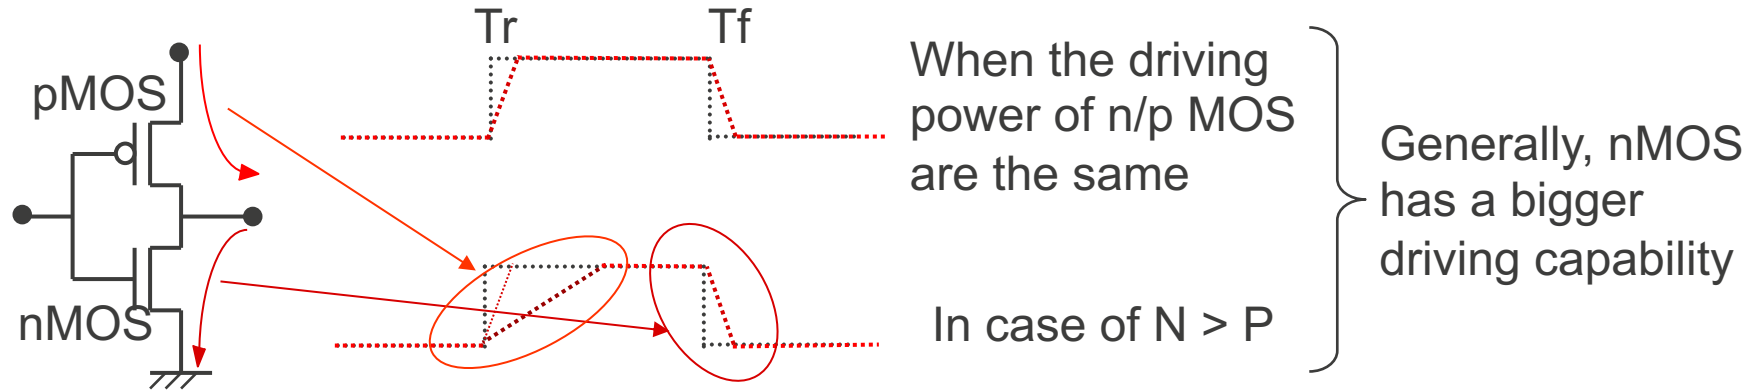 pMOS
nMOS
Tr
Tf
When the driving
power of n/p MOS
are the same
In case of N > P
Generally, nMOS
has a bigger
driving capability